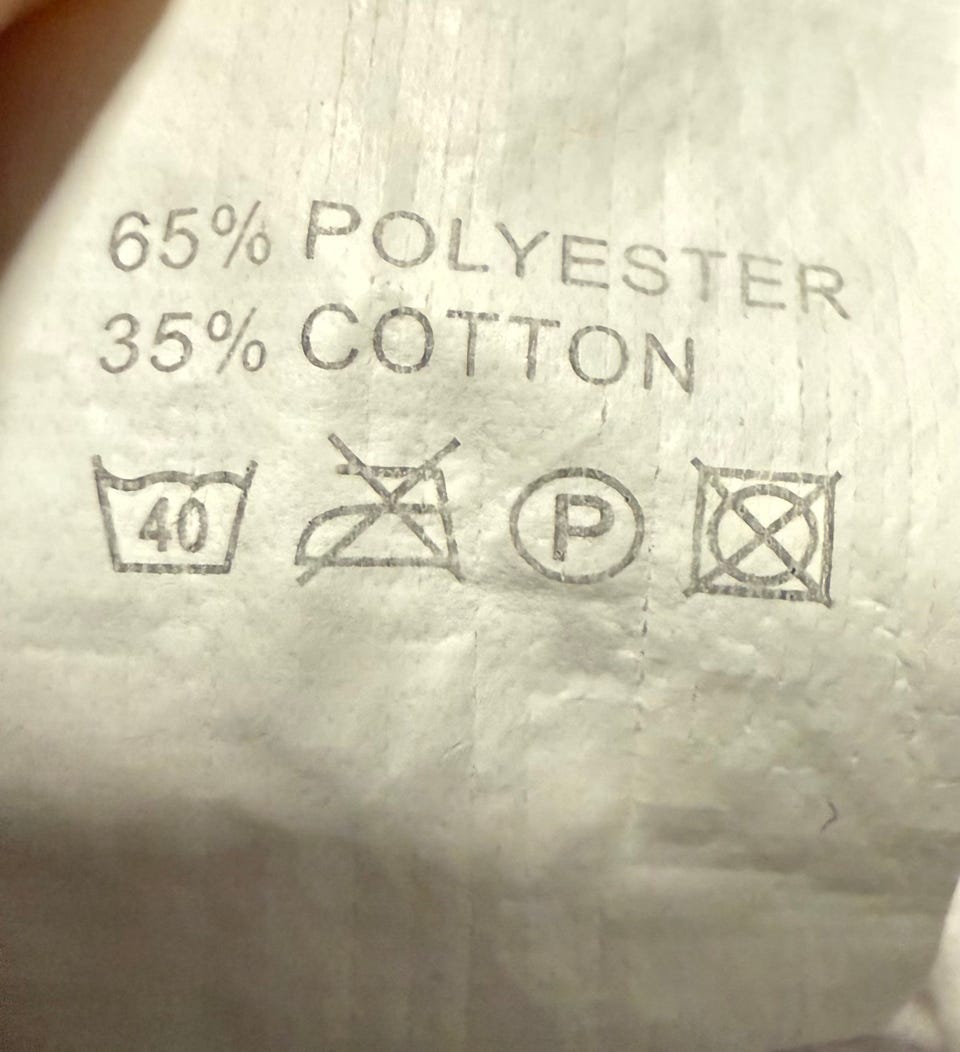 65% POLYESTER
35% COTTON
40 P